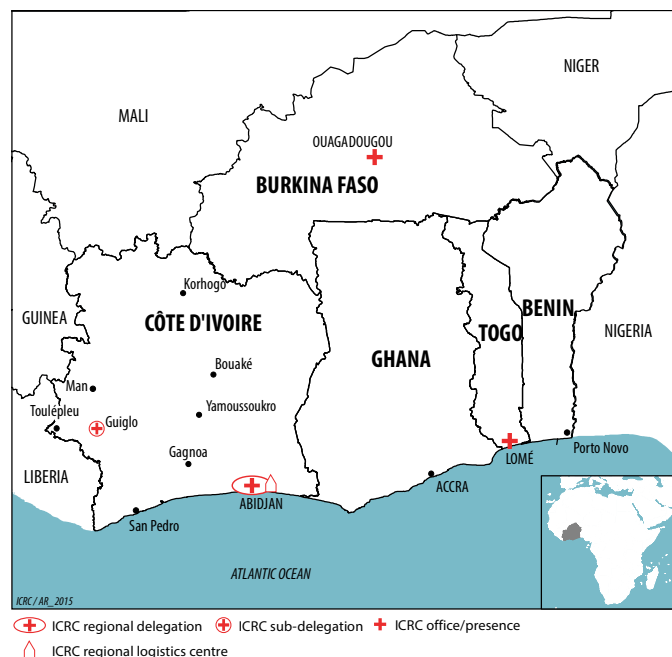 NIGER
MALI
OUAGADOUGOU
BURKINA FASO
Korhogo
GUINEA
CÔTE D'IVOIRE
BENIN
TOGO
NIGERIA
GHANA
Bouaké
Man
Toulépleu
Guiglo
Yamoussoukro
Gagnoa
Porto Novo
LOMÉ
LIBERIA
ACCRA
ABIDJAN
San Pedro
ATLANTIC OCEAN
ICRC / AR_2015
ICRC regional delegation ICRC sub-delegation ICRC office/presence
ICRC regional logistics centre